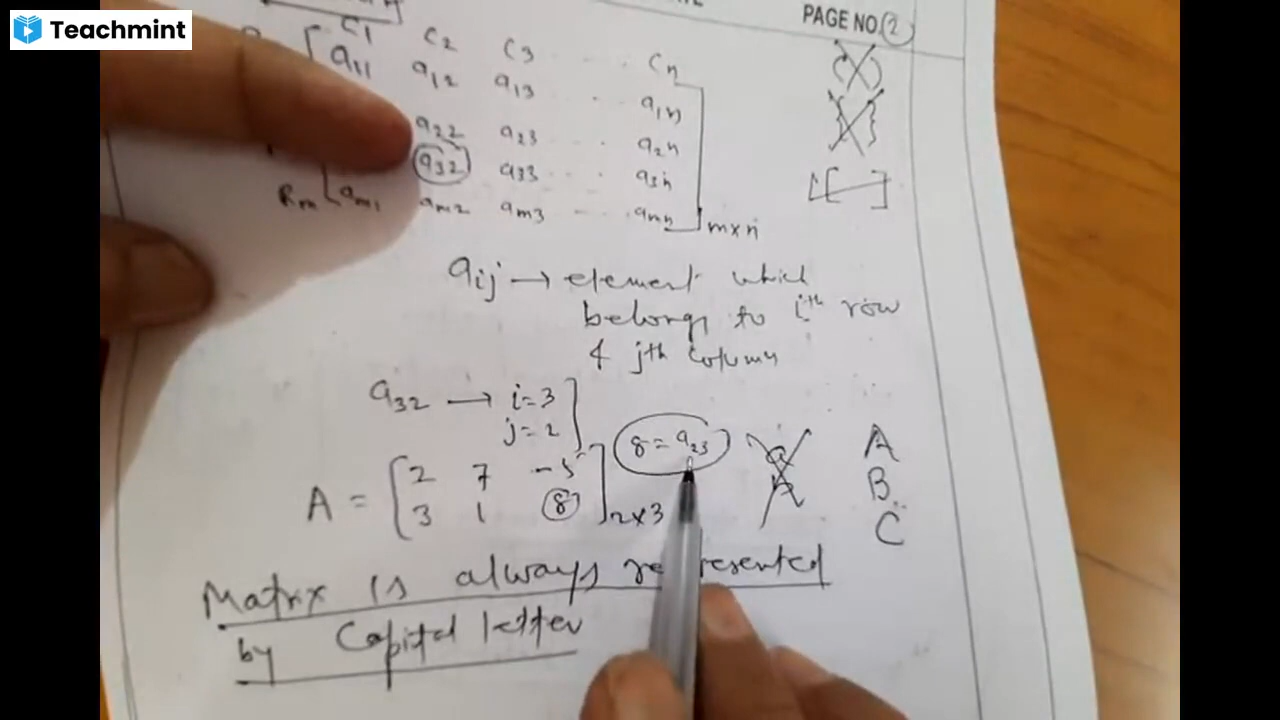 Teachmint
PAGE NO. 2
C1 C2 C3 ... Cn
a11 a12 a13 ... a1n
a22 a23 ... a2n
a32 a33 ... a3n
Rm am1 am2 am3 ... amn m×n
[ ]
aij → element which
belongs to ith row
& jth column
a32 → i=3
j=2
8 = a23
A = [ 2 7 -5
3 1 8 ] 2×3
A
B
C
Matrix is always represented
by Capital letter